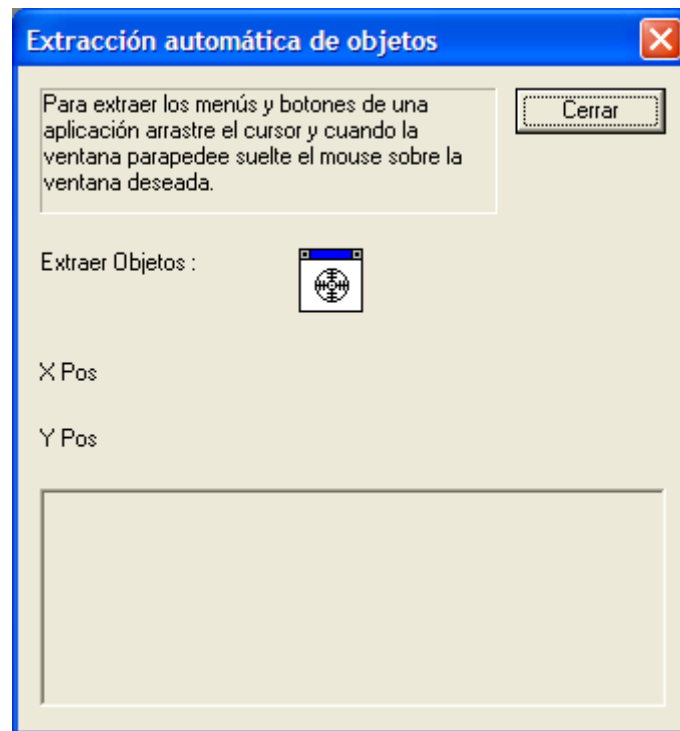 Extracción automática de objetos
Para extraer los menús y botones de una
aplicación arrastre el cursor y cuando la
ventana parapedee suelte el mouse sobre la
ventana deseada.
Cerrar
Extraer Objetos :
X Pos
Y Pos